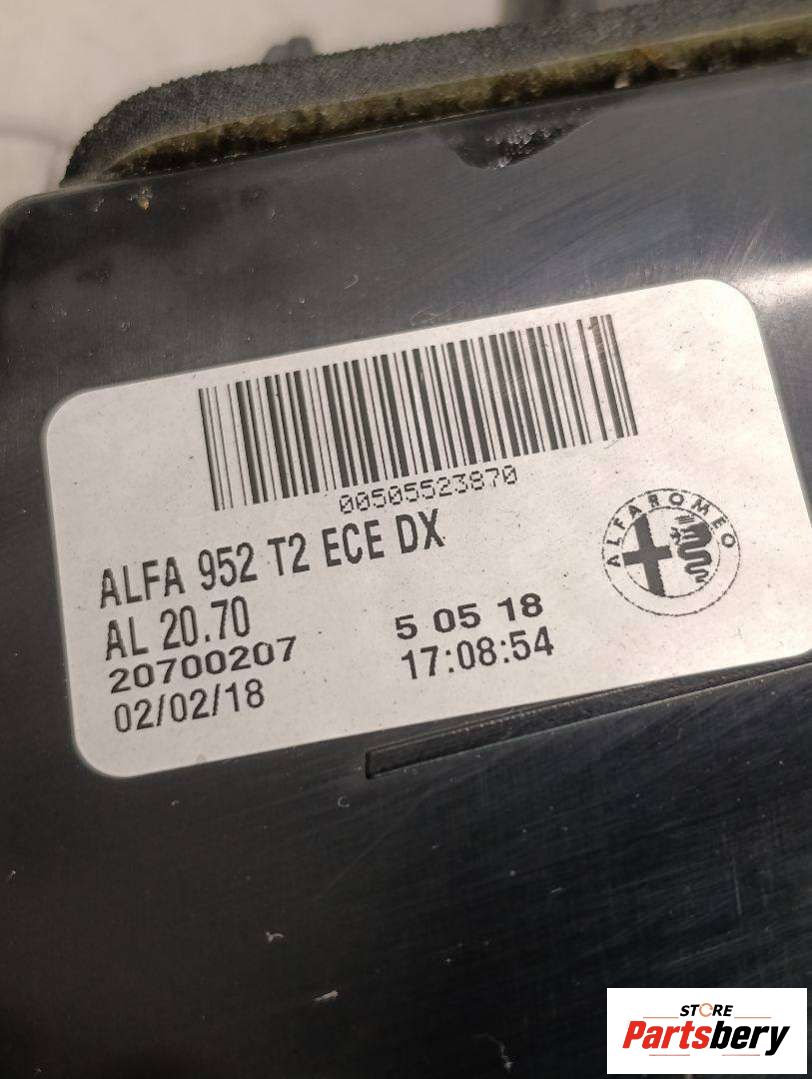 00505523870
ALFA 952 T2 ECE DX
AL 20.70
20700207
02/02/18
5 05 18
17:08:54
ALFA ROMEO
STORE
Partsbery